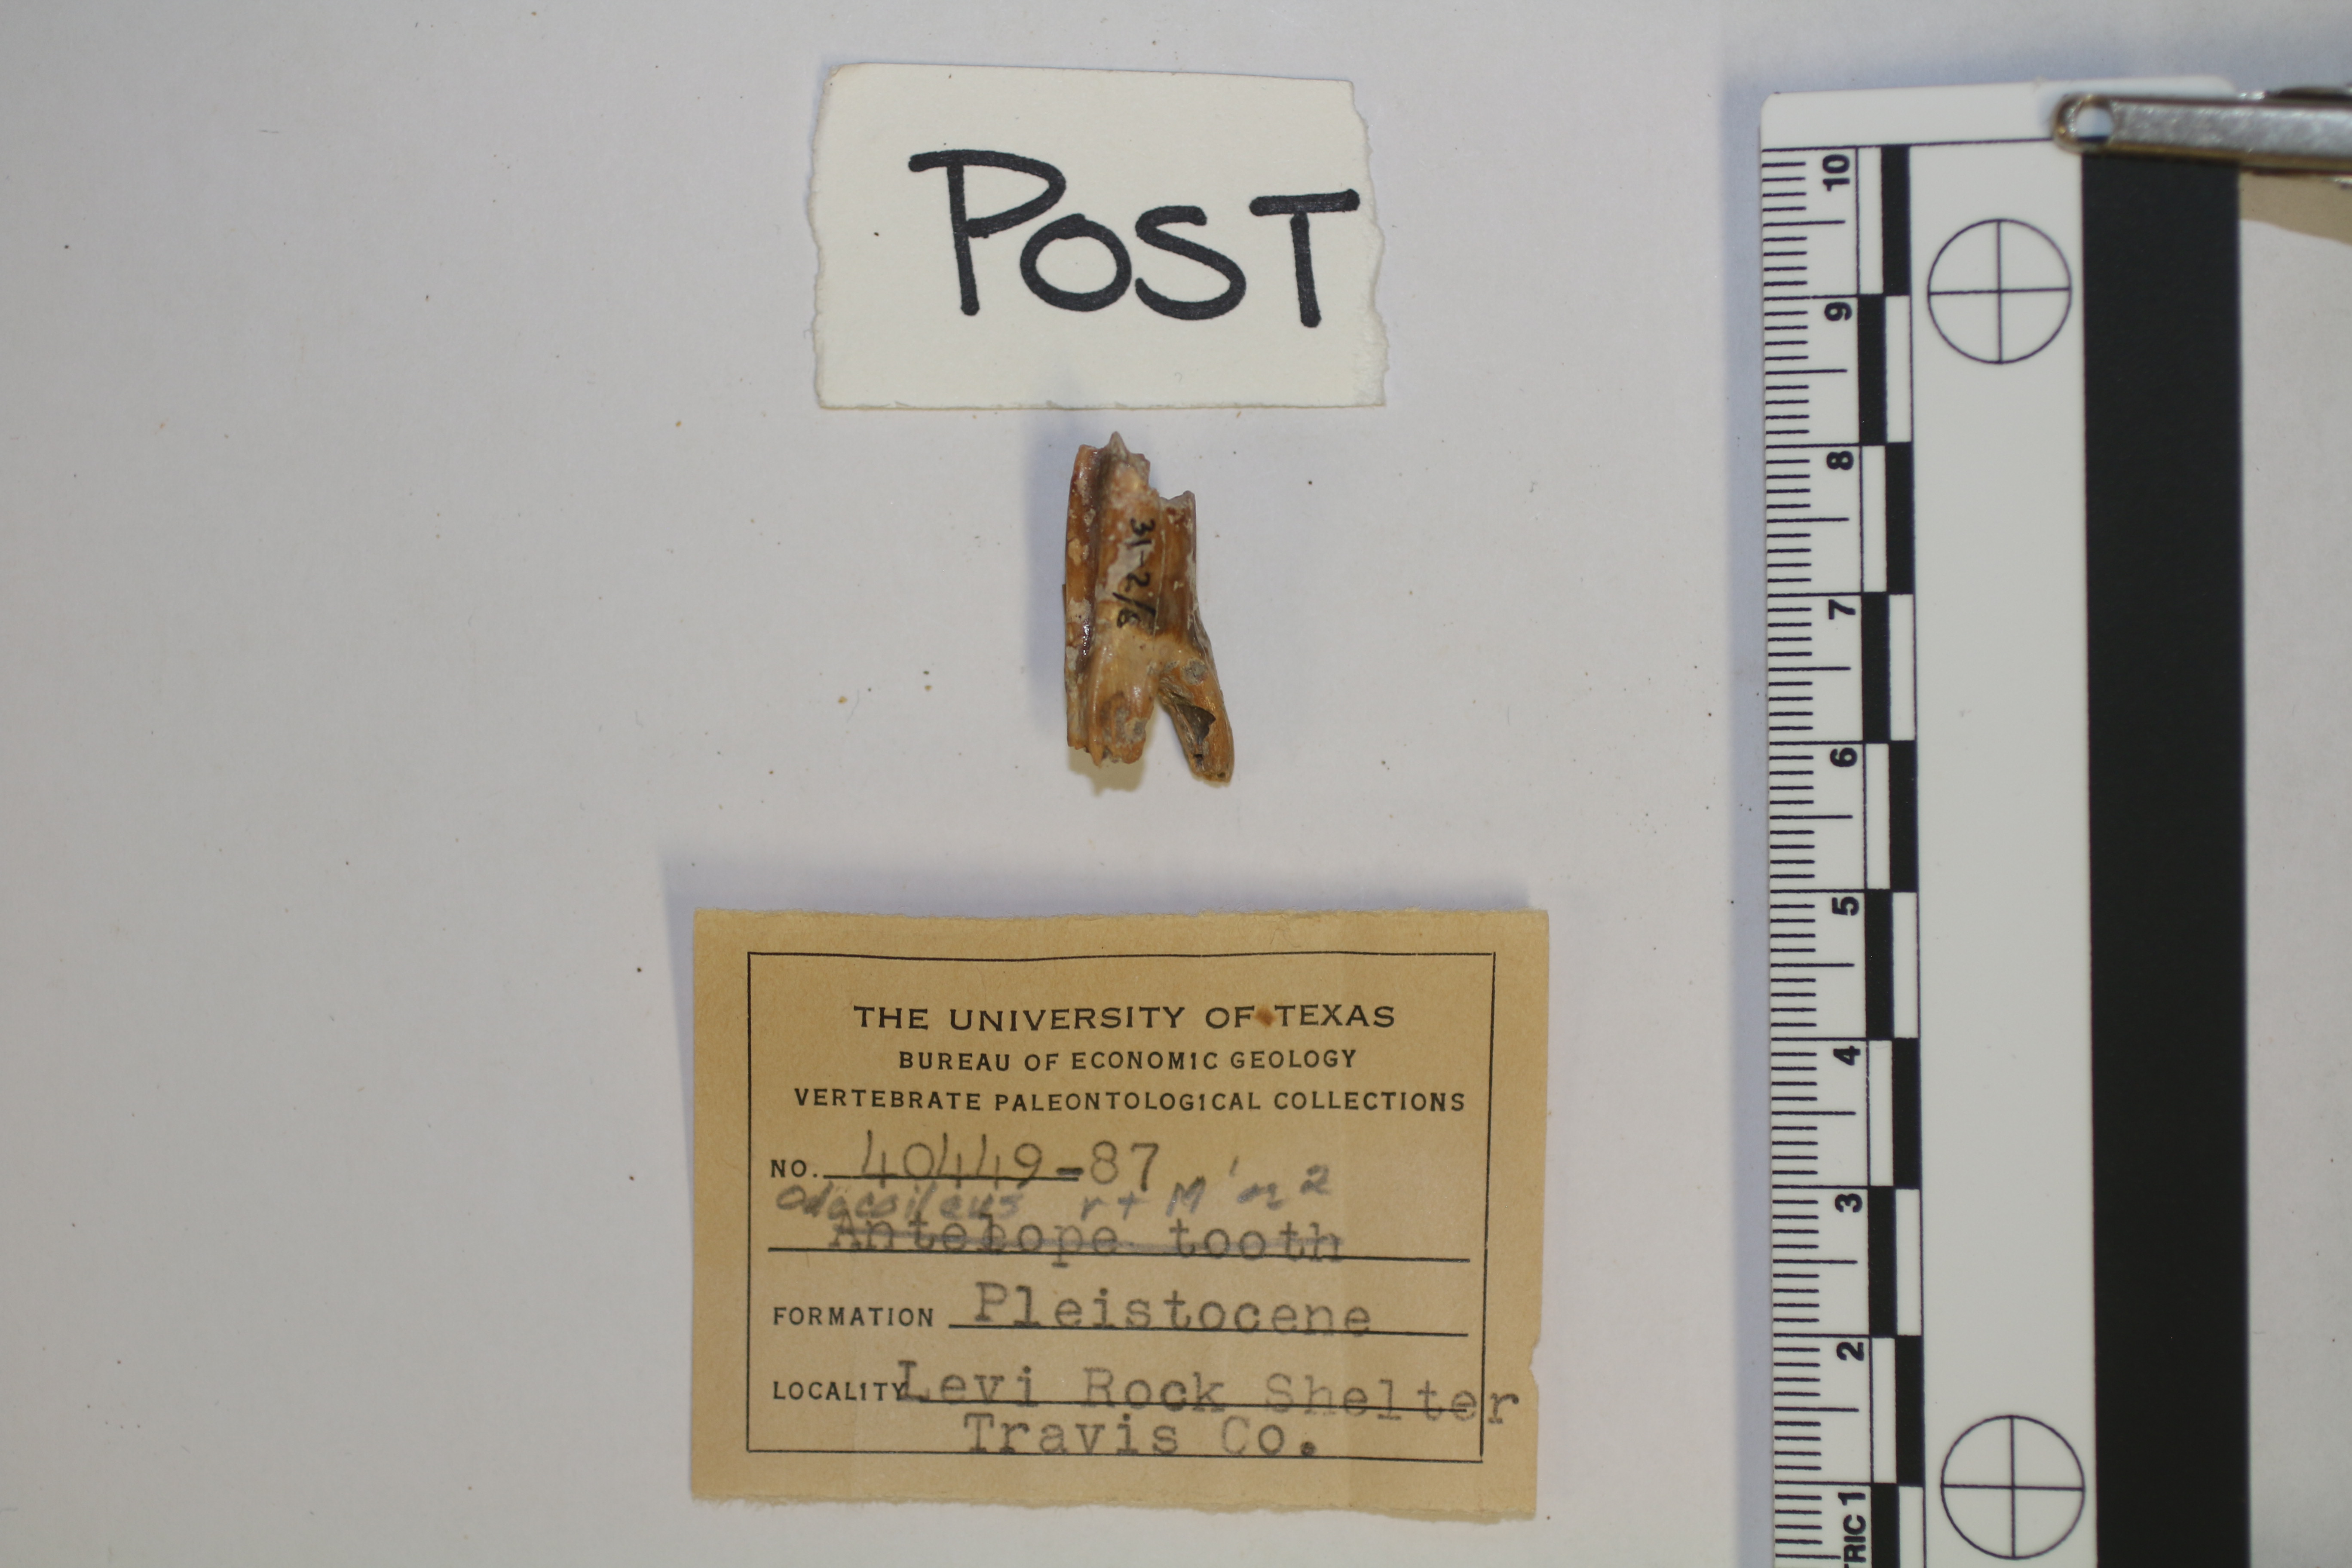 POST
31-2/8
THE UNIVERSITY OF TEXAS
BUREAU OF ECONOMIC GEOLOGY
VERTEBRATE PALEONTOLOGICAL COLLECTIONS
NO. 40449-87
Odocoileus rt M 1 or 2
Antelope tooth
FORMATION Pleistocene
LOCALITY Levi Rock Shelter
Travis Co.
10
9
8
7
6
5
4
3
2
TRIC 1